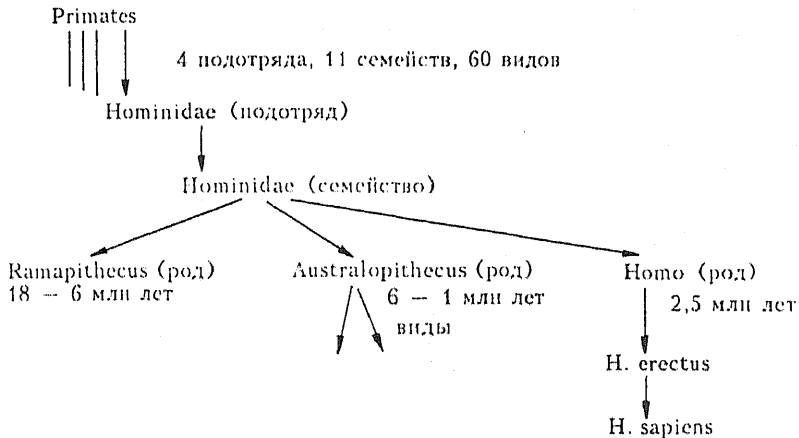 Primates
4 подотряда, 11 семейств, 60 видов
Hominidae (подотряд)
Hominidae (семейство)
Ramapithecus (род)
18 – 6 млн лет
Australopithecus (род)
6 – 1 млн лет
виды
Homo (род)
2,5 млн лет
H. erectus
H. sapiens